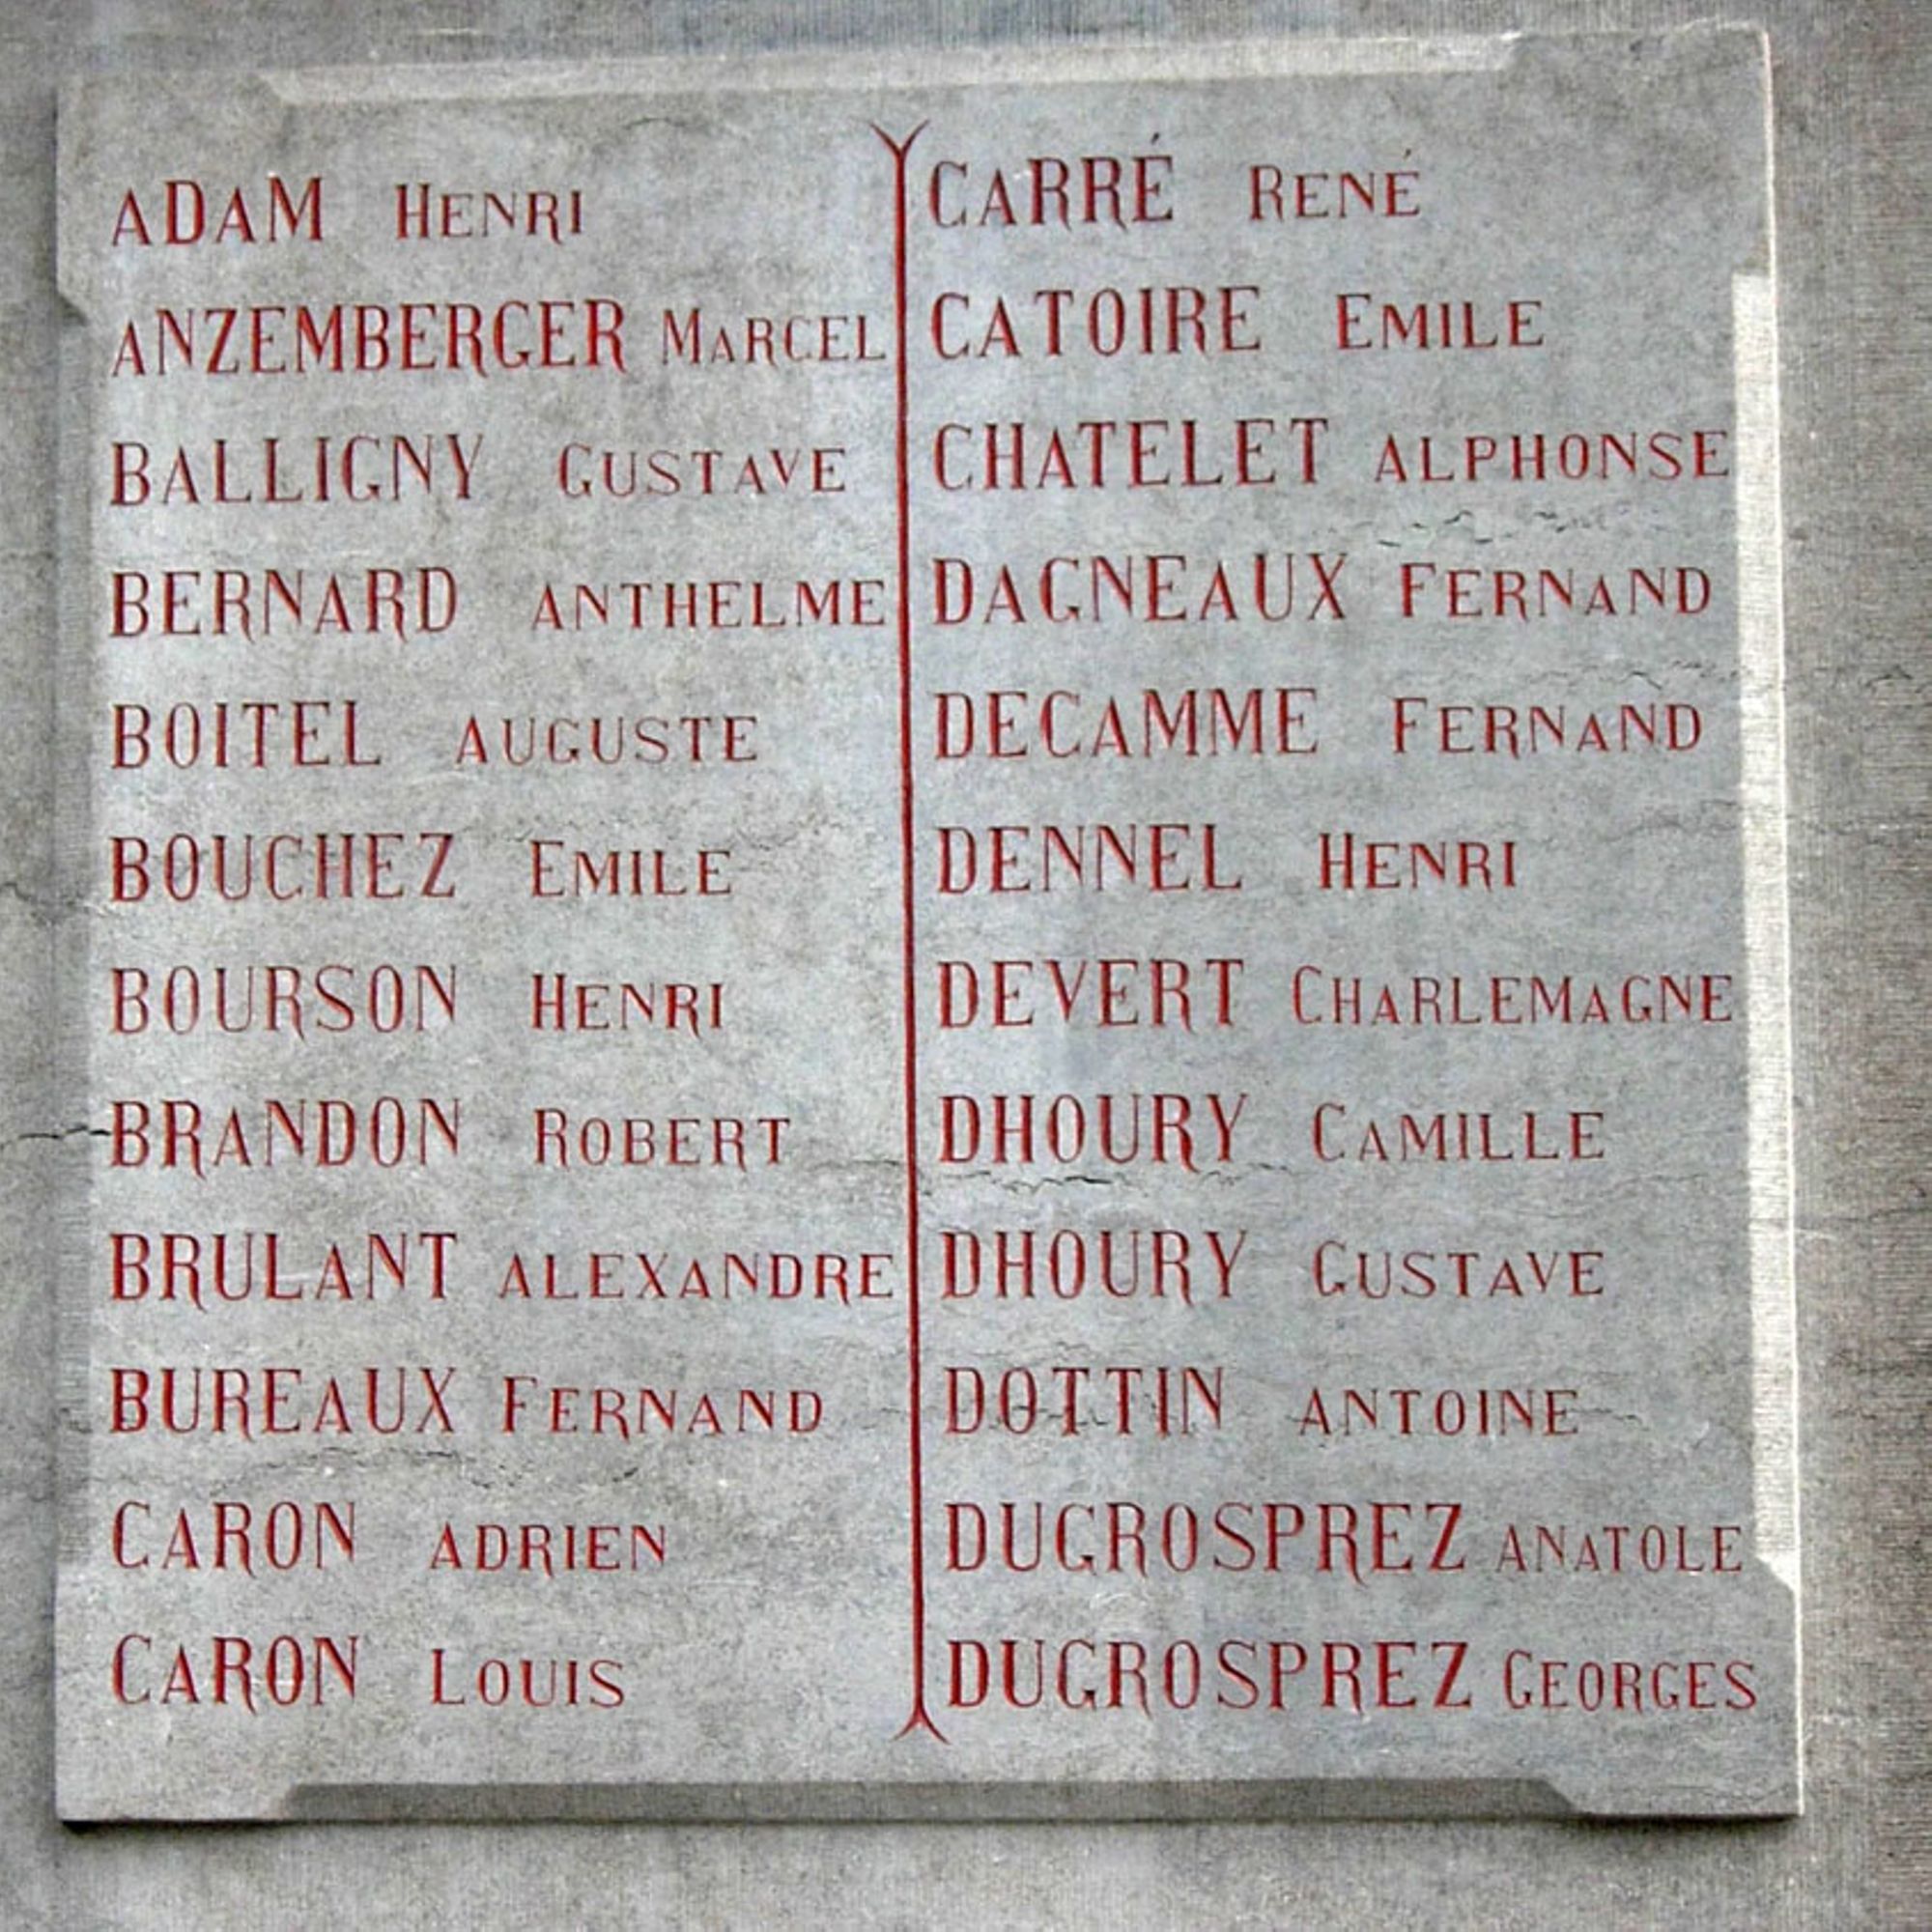 ADAM HENRI
ANZEMBERGER MARCEL
BALLIGNY GUSTAVE
BERNARD ANTHELME
BOITEL AUGUSTE
BOUCHEZ EMILE
BOURSON HENRI
BRANDON ROBERT
BRULANT ALEXANDRE
BUREAUX FERNAND
CARON ADRIEN
CARON LOUIS
CARRÉ RENÉ
CATOIRE EMILE
CHATELET ALPHONSE
DAGNEAUX FERNAND
DECAMME FERNAND
DENNEL HENRI
DEVERT CHARLEMAGNE
DHOURY CAMILLE
DHOURY GUSTAVE
DOTTIN ANTOINE
DUCROSPREZ ANATOLE
DUCROSPREZ GEORGES